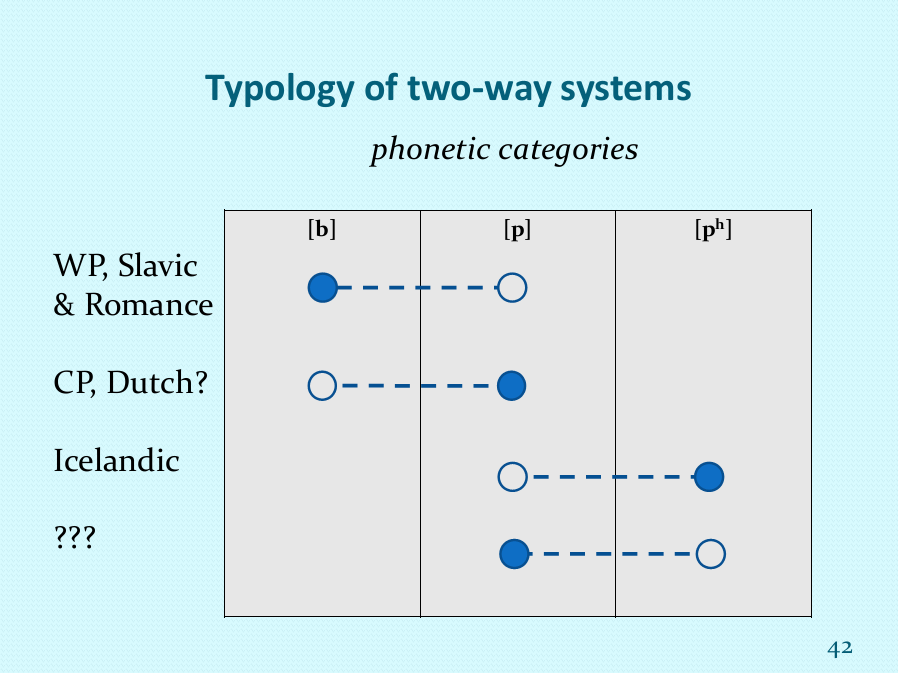 Typology of two-way systems
phonetic categories
[b] [p] [pʰ]
WP, Slavic
& Romance
CP, Dutch?
Icelandic
???
42